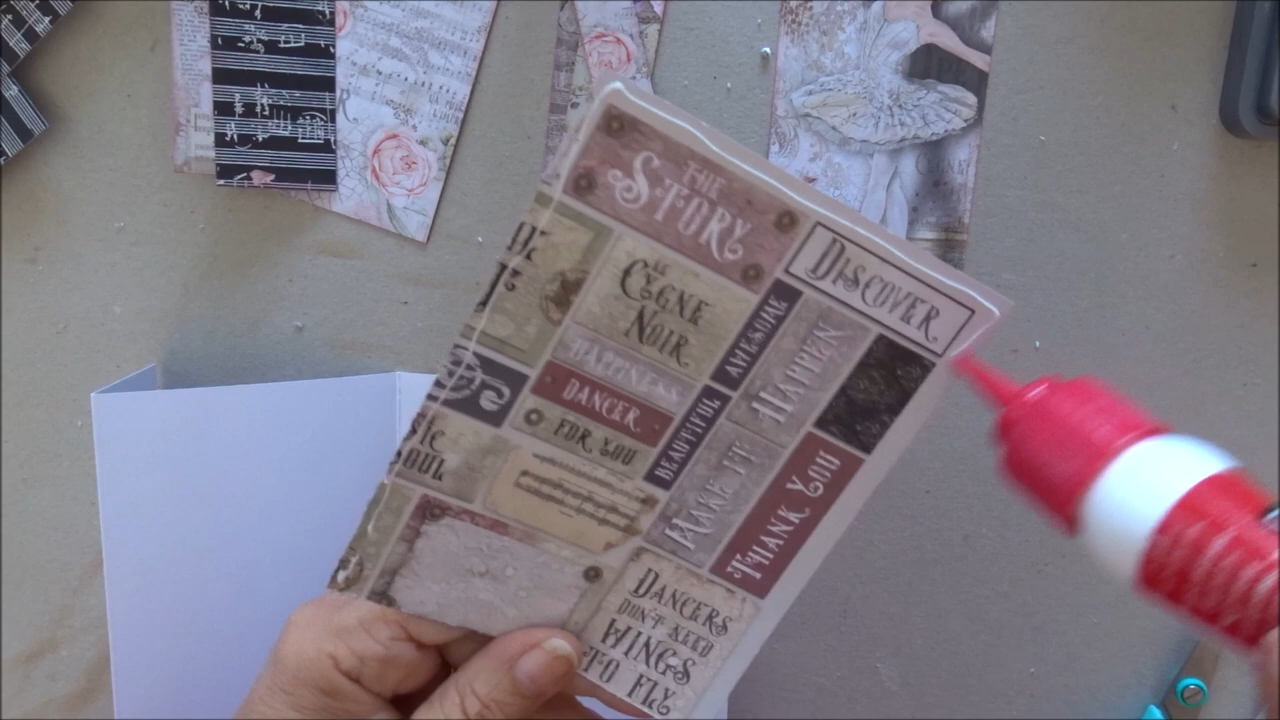 THE
STORY
DISCOVER
LE
CYGNE
NOIR
HAPPINESS
DANCER
FOR YOU
AWESOME
BEAUTIFUL
HAPPEN
MAKE IT
THANK YOU
DANCERS
DON'T NEED
WINGS
TO FLY